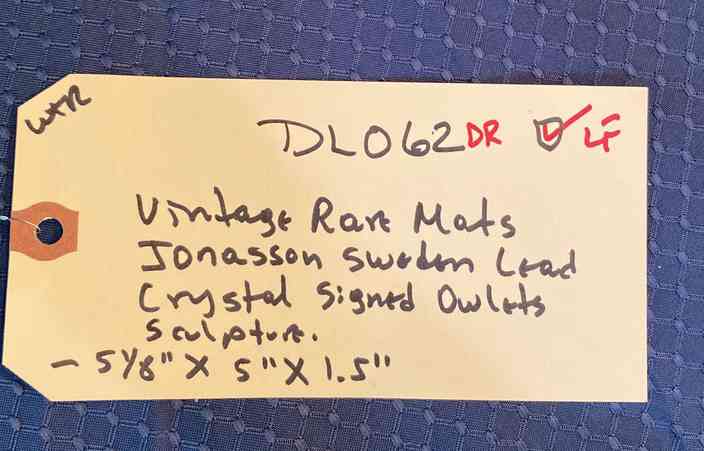 WTR
DL062DR LF
Vintage Rare Mats
Jonasson Sweden Lead
Crystal Signed Owlets
Sculpture.
- 5 1/8" X 5" X 1.5"